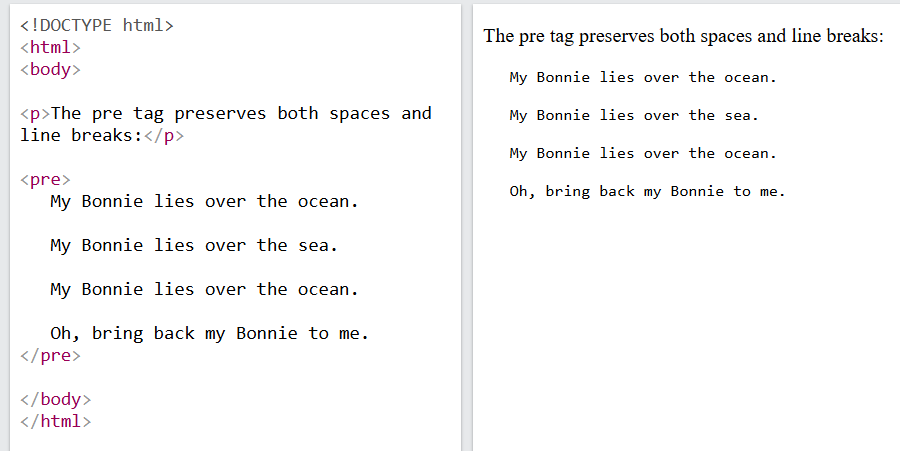 <!DOCTYPE html>
<html>
<body>
<p>The pre tag preserves both spaces and
line breaks:</p>
<pre>
   My Bonnie lies over the ocean.
   My Bonnie lies over the sea.
   My Bonnie lies over the ocean.
   Oh, bring back my Bonnie to me.
</pre>
</body>
</html>
The pre tag preserves both spaces and line breaks:
My Bonnie lies over the ocean.
My Bonnie lies over the sea.
My Bonnie lies over the ocean.
Oh, bring back my Bonnie to me.